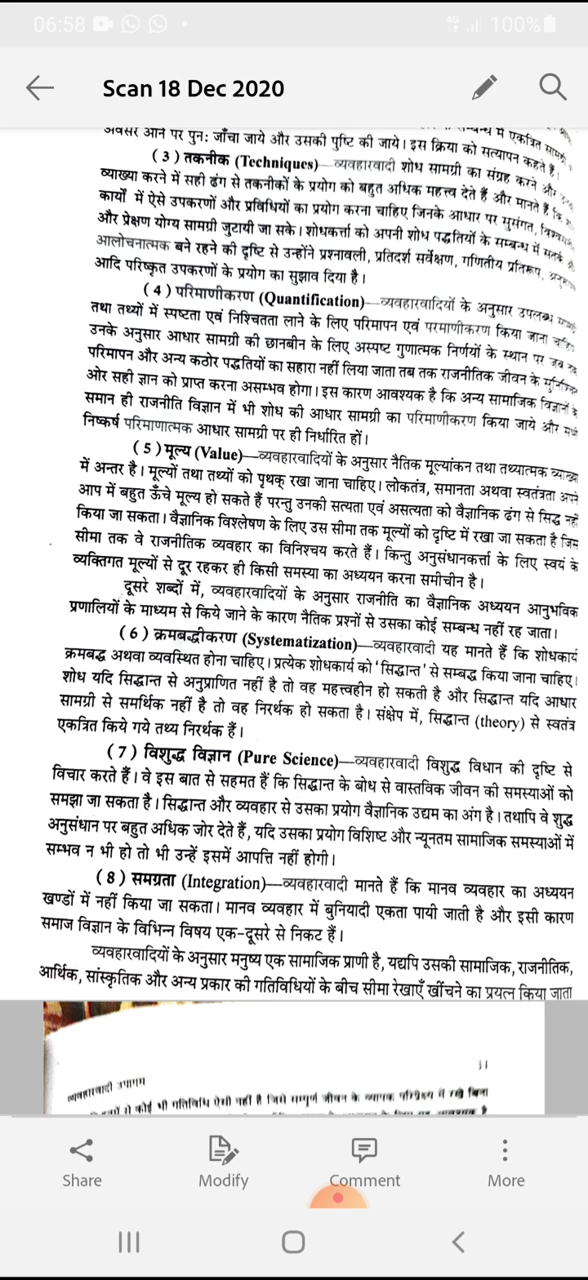 06:58
4G 100%
Scan 18 Dec 2020
अवसर आने पर पुनः जाँचा जाये और उसकी पुष्टि की जाये। इस क्रिया को सत्यापन कहते हैं।
(3) तकनीक (Techniques)—व्यवहारवादी शोध सामग्री का संग्रह करने और
व्याख्या करने में सही ढंग से तकनीकों के प्रयोग को बहुत अधिक महत्त्व देते हैं और मानते हैं कि
कार्यों में ऐसे उपकरणों और प्रविधियों का प्रयोग करना चाहिए जिनके आधार पर सुसंगत,
और प्रेक्षण योग्य सामग्री जुटायी जा सके। शोधकर्त्ता को अपनी शोध पद्धतियों के सम्बन्ध में सतर्क
आलोचनात्मक बने रहने की दृष्टि से उन्होंने प्रश्नावली, प्रतिदर्श सर्वेक्षण, गणितीय प्रतिरूप,
आदि परिष्कृत उपकरणों के प्रयोग का सुझाव दिया है।
(4) परिमाणीकरण (Quantification)—व्यवहारवादियों के अनुसार उपलब्ध
तथा तथ्यों में स्पष्टता एवं निश्चितता लाने के लिए परिमापन एवं परमाणीकरण किया जाना
उनके अनुसार आधार सामग्री की छानबीन के लिए अस्पष्ट गुणात्मक निर्णयों के स्थान पर जब
परिमापन और अन्य कठोर पद्धतियों का सहारा नहीं लिया जाता तब तक राजनीतिक जीवन के
ओर सही ज्ञान को प्राप्त करना असम्भव होगा। इस कारण आवश्यक है कि अन्य सामाजिक विज्ञानों के
समान ही राजनीति विज्ञान में भी शोध की आधार सामग्री का परिमाणीकरण किया जाये और
निष्कर्ष परिमाणात्मक आधार सामग्री पर ही निर्धारित हों।
(5) मूल्य (Value)—व्यवहारवादियों के अनुसार नैतिक मूल्यांकन तथा तथ्यात्मक
में अन्तर है। मूल्यों तथा तथ्यों को पृथक् रखा जाना चाहिए। लोकतंत्र, समानता अथवा स्वतंत्रता अपने
आप में बहुत ऊँचे मूल्य हो सकते हैं परन्तु उनकी सत्यता एवं असत्यता को वैज्ञानिक ढंग से सिद्ध नहीं
किया जा सकता। वैज्ञानिक विश्लेषण के लिए उस सीमा तक मूल्यों को दृष्टि में रखा जा सकता है जिस
सीमा तक वे राजनीतिक व्यवहार का विनिश्चय करते हैं। किन्तु अनुसंधानकर्त्ता के लिए स्वयं के
व्यक्तिगत मूल्यों से दूर रहकर ही किसी समस्या का अध्ययन करना समीचीन है।
दूसरे शब्दों में, व्यवहारवादियों के अनुसार राजनीति का वैज्ञानिक अध्ययन आनुभविक
प्रणालियों के माध्यम से किये जाने के कारण नैतिक प्रश्नों से उसका कोई सम्बन्ध नहीं रह जाता।
(6) क्रमबद्धीकरण (Systematization)—व्यवहारवादी यह मानते हैं कि शोधकार्य
क्रमबद्ध अथवा व्यवस्थित होना चाहिए। प्रत्येक शोधकार्य को 'सिद्धान्त' से सम्बद्ध किया जाना चाहिए।
शोध यदि सिद्धान्त से अनुप्राणित नहीं है तो वह महत्त्वहीन हो सकती है और सिद्धान्त यदि आधार
सामग्री से समर्थिक नहीं है तो वह निरर्थक हो सकता है। संक्षेप में, सिद्धान्त (theory) से स्वतंत्र
एकत्रित किये गये तथ्य निरर्थक हैं।
(7) विशुद्ध विज्ञान (Pure Science)—व्यवहारवादी विशुद्ध विधान की दृष्टि से
विचार करते हैं। वे इस बात से सहमत हैं कि सिद्धान्त के बोध से वास्तविक जीवन की समस्याओं को
समझा जा सकता है। सिद्धान्त और व्यवहार से उसका प्रयोग वैज्ञानिक उद्यम का अंग है। तथापि वे शुद्ध
अनुसंधान पर बहुत अधिक जोर देते हैं, यदि उसका प्रयोग विशिष्ट और न्यूनतम सामाजिक समस्याओं में
सम्भव न भी हो तो भी उन्हें इसमें आपत्ति नहीं होगी।
(8) समग्रता (Integration)—व्यवहारवादी मानते हैं कि मानव व्यवहार का अध्ययन
खण्डों में नहीं किया जा सकता। मानव व्यवहार में बुनियादी एकता पायी जाती है और इसी कारण
समाज विज्ञान के विभिन्न विषय एक-दूसरे से निकट हैं।
व्यवहारवादियों के अनुसार मनुष्य एक सामाजिक प्राणी है, यद्यपि उसकी सामाजिक, राजनीतिक,
आर्थिक, सांस्कृतिक और अन्य प्रकार की गतिविधियों के बीच सीमा रेखाएँ खींचने का प्रयत्न किया जाता
व्यवहारवादी उपागम
कोई भी गतिविधि ऐसी नहीं है जिसे सम्पूर्ण जीवन के व्यापक परिप्रेक्ष्य में रखे बिना
Share
Modify
Comment
More